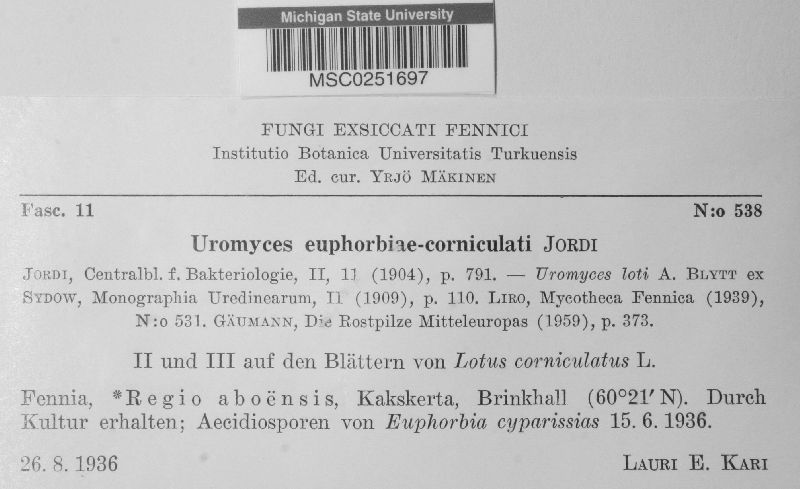 Michigan State University
MSC0251697
FUNGI EXSICCATI FENNICI
Institutio Botanica Universitatis Turkuensis
Ed. cur. YRJÖ MÄKINEN
Fasc. 11 N:o 538
Uromyces euphorbiae-corniculati JORDI
JORDI, Centralbl. f. Bakteriologie, II, 11 (1904), p. 791. — Uromyces loti A. BLYTT ex
SYDOW, Monographia Uredinearum, II (1909), p. 110. LIRO, Mycotheca Fennica (1939),
N:o 531. GÄUMANN, Die Rostpilze Mitteleuropas (1959), p. 373.
II und III auf den Blättern von Lotus corniculatus L.
Fennia, *Regio aboënsis, Kakskerta, Brinkhall (60°21′ N). Durch
Kultur erhalten; Aecidiosporen von Euphorbia cyparissias 15. 6. 1936.
26. 8. 1936 LAURI E. KARI